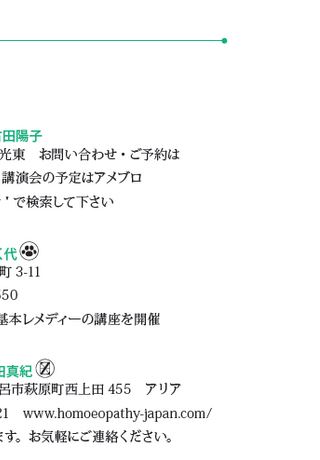 田陽子
光東　お問い合わせ・ご予約は
講演会の予定はアメブロ
" で検索して下さい
代
町 3-11
550
基本レメディーの講座を開催
田真紀 Z
呂市萩原町西上田 455　アリア
21　www.homoeopathy-japan.com/
ます。お気軽にご連絡ください。